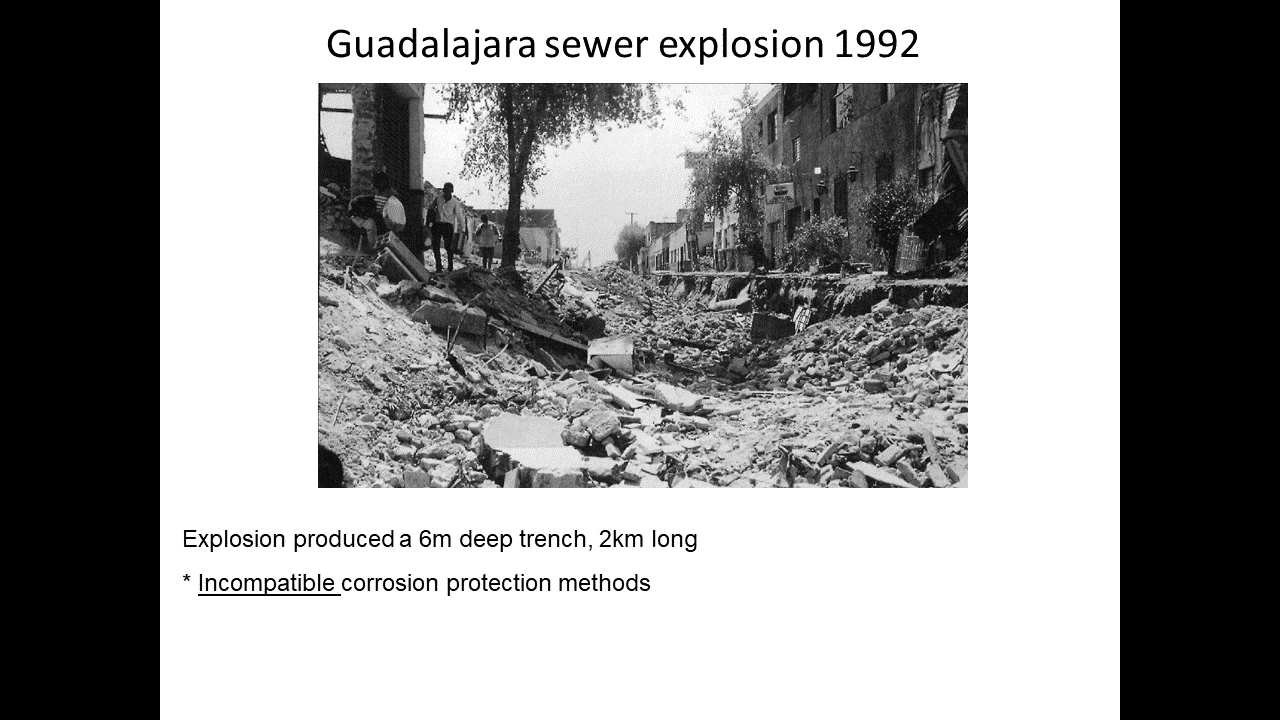 Guadalajara sewer explosion 1992
Explosion produced a 6m deep trench, 2km long
* Incompatible corrosion protection methods